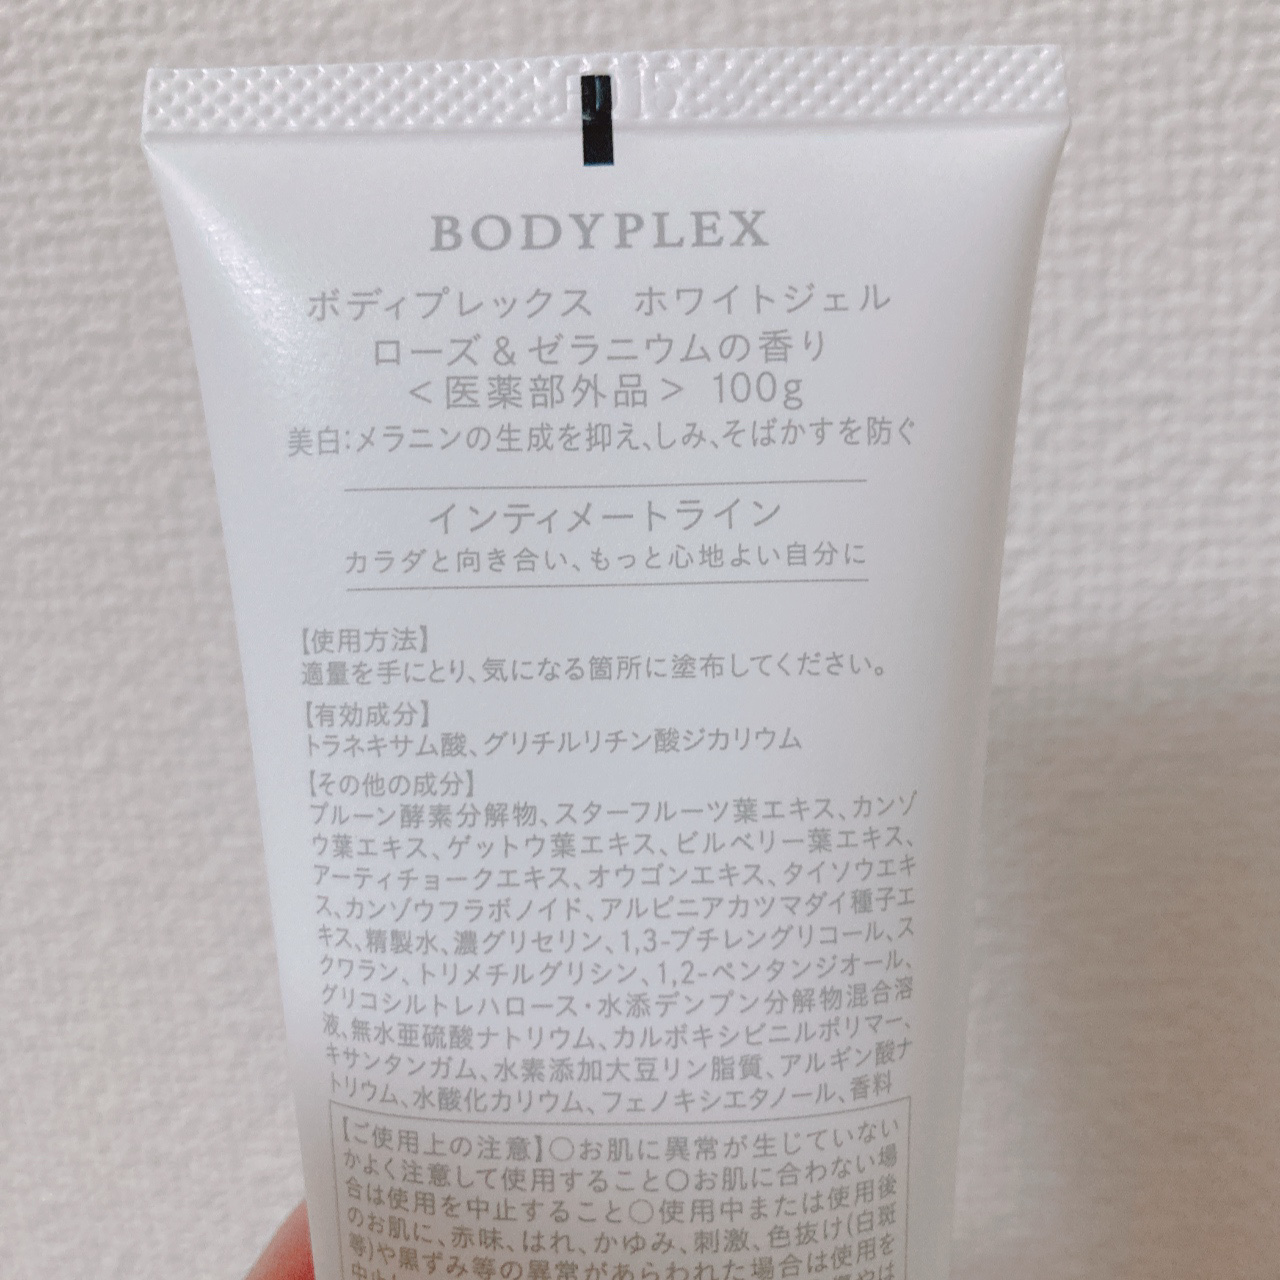 BODYPLEX
ボディプレックス　ホワイトジェル
ローズ&ゼラニウムの香り
<医薬部外品> 100g
美白:メラニンの生成を抑え、しみ、そばかすを防ぐ
インティメートライン
カラダと向き合い、もっと心地よい自分に
【使用方法】
適量を手にとり、気になる箇所に塗布してください。
【有効成分】
トラネキサム酸、グリチルリチン酸ジカリウム
【その他の成分】
プルーン酵素分解物、スターフルーツ葉エキス、カンゾ
ウ葉エキス、ゲットウ葉エキス、ビルベリー葉エキス、
アーティチョークエキス、オウゴンエキス、タイソウエキ
ス、カンゾウフラボノイド、アルピニアカツマダイ種子エ
キス、精製水、濃グリセリン、1,3-ブチレングリコール、ス
クワラン、トリメチルグリシン、1,2-ペンタンジオール、
グリコシルトレハロース・水添デンプン分解物混合溶
液、無水亜硫酸ナトリウム、カルボキシビニルポリマー、
キサンタンガム、水素添加大豆リン脂質、アルギン酸ナ
トリウム、水酸化カリウム、フェノキシエタノール、香料
【ご使用上の注意】○お肌に異常が生じていない
かよく注意して使用すること○お肌に合わない場
合は使用を中止すること○使用中または使用後
のお肌に、赤味、はれ、かゆみ、刺激、色抜け(白斑
等)や黒ずみ等の異常があらわれた場合は使用を